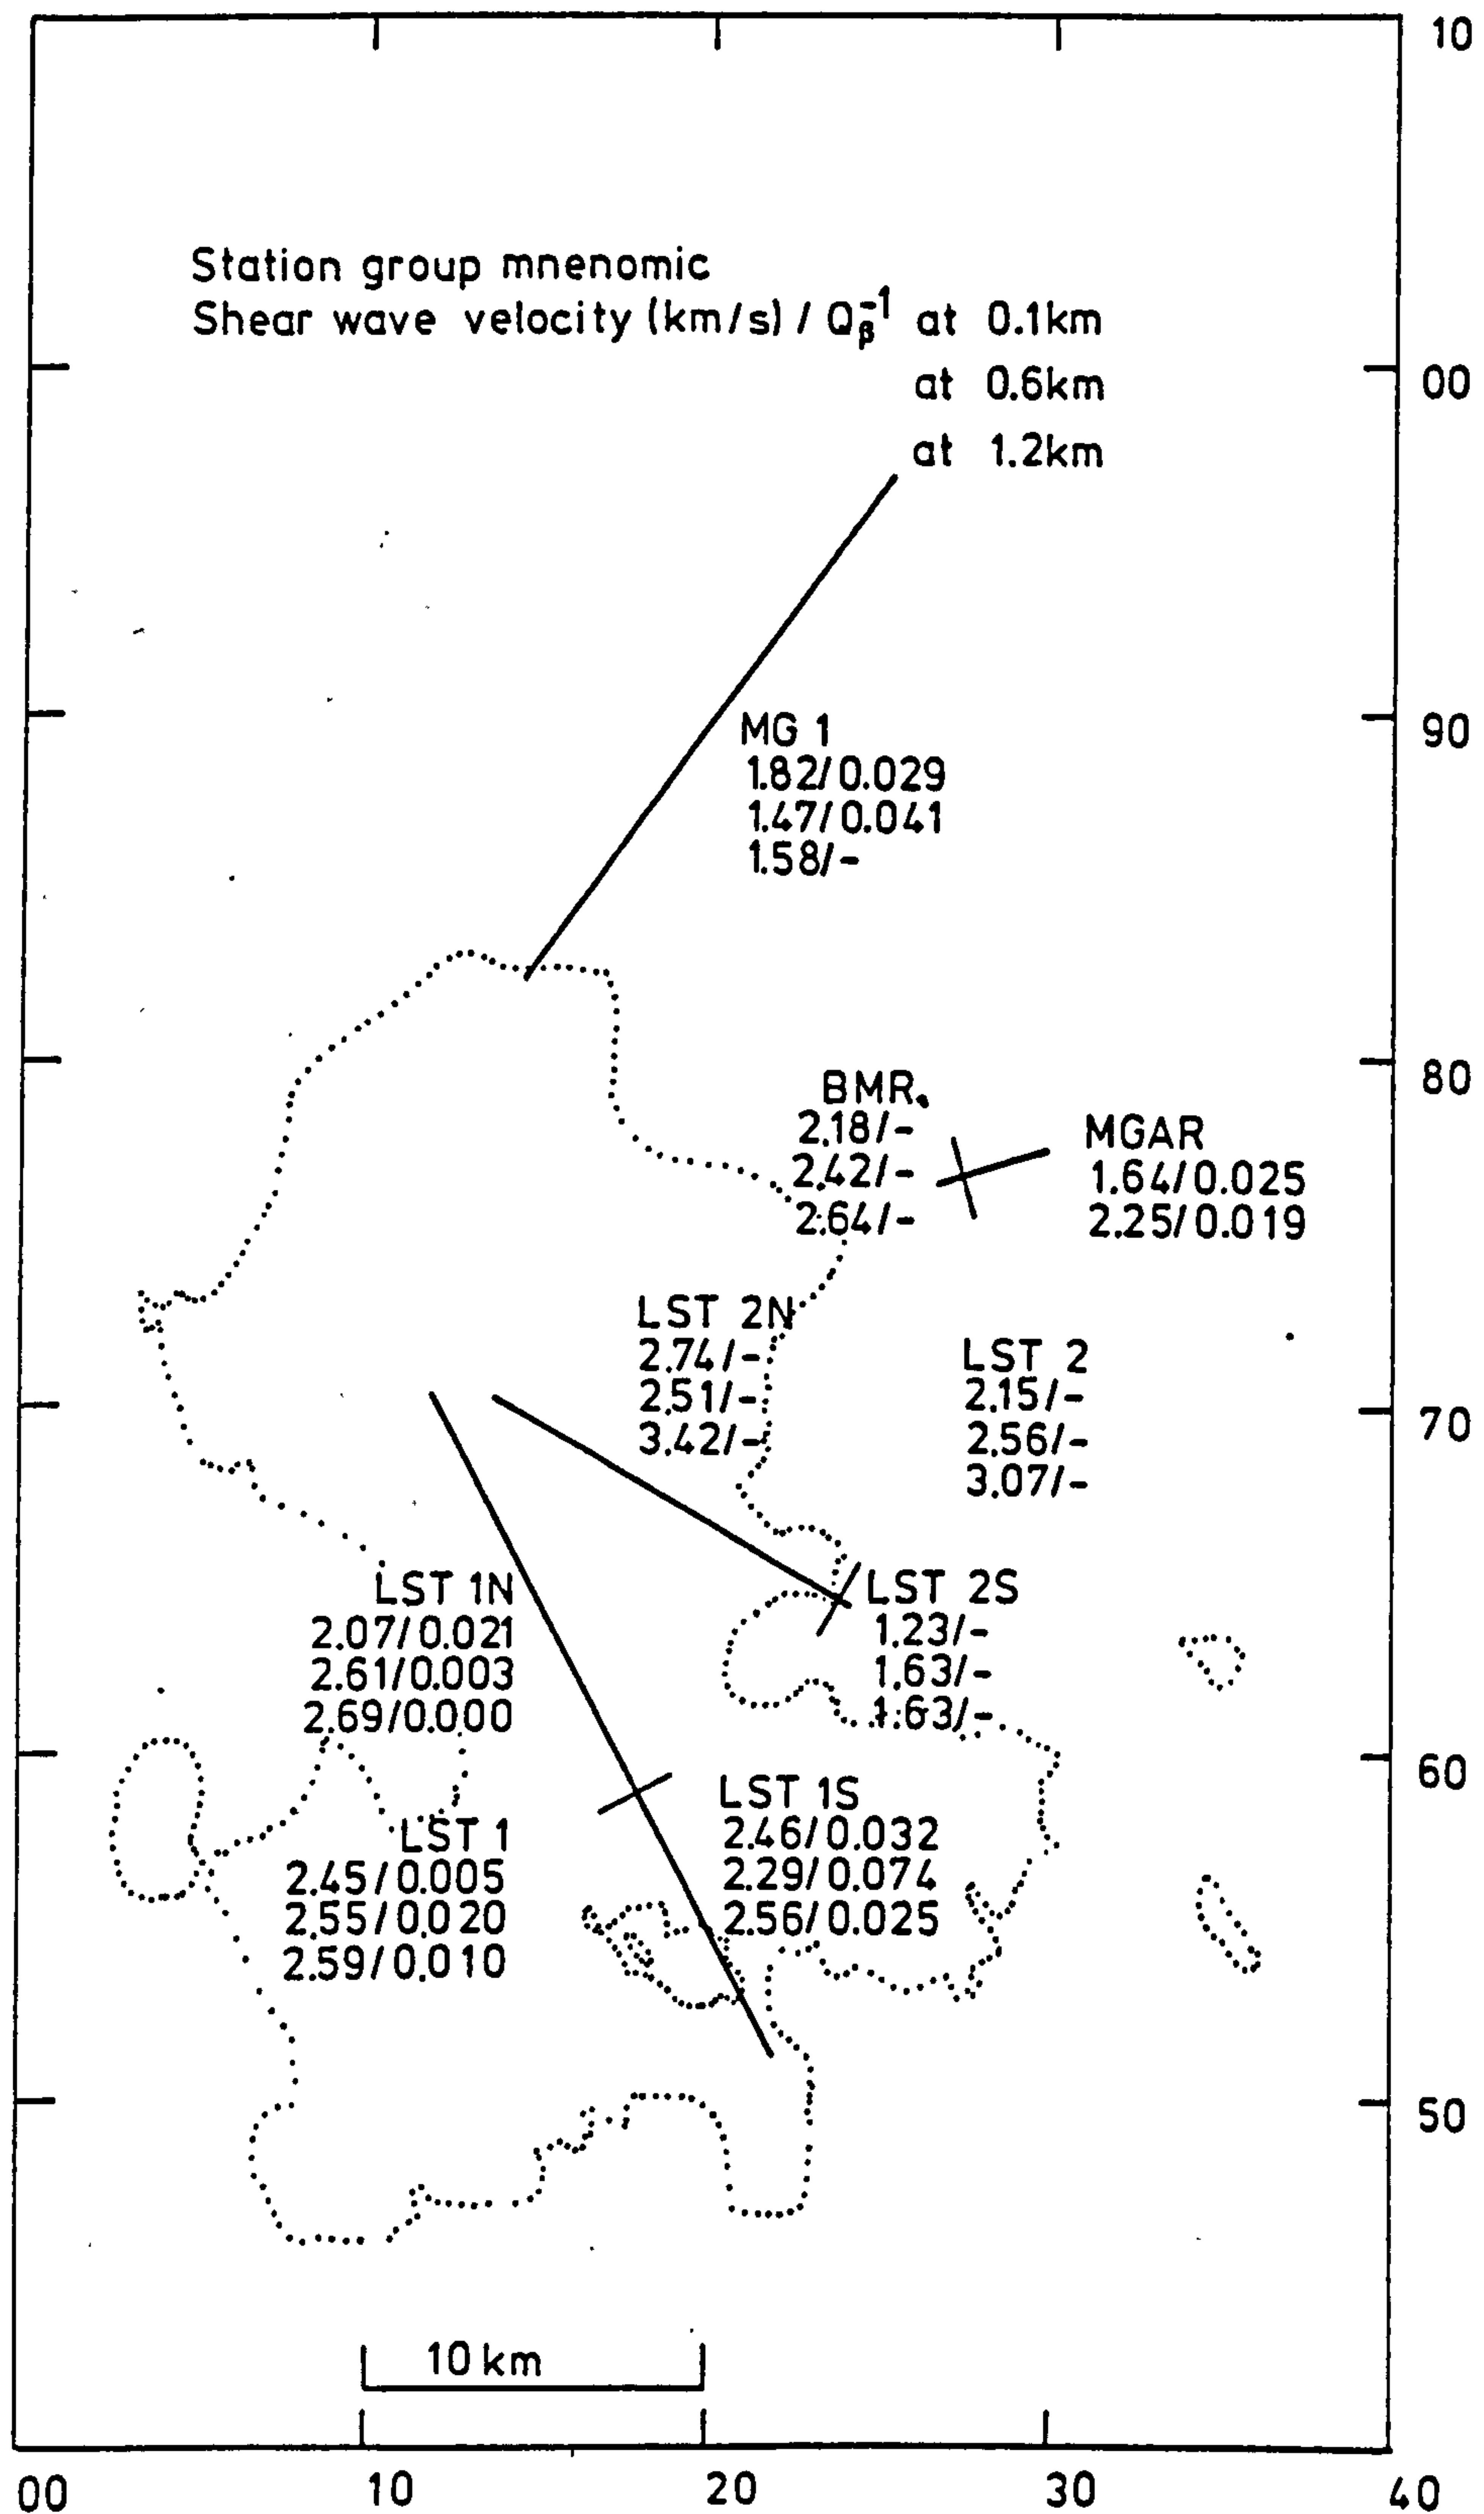 10
Station group mnenomic
Shear wave velocity (km/s) / Qβ⁻¹ at 0.1km
at 0.6km
at 1.2km
00
MG 1
1.82/0.029
1.47/0.041
1.58/-
90
BMR
2.18/-
2.42/-
2.64/-
80
MGAR
1.64/0.025
2.25/0.019
LST 2N
2.74/-
2.51/-
3.42/-
LST 2
2.15/-
2.56/-
3.07/-
70
LST 1N
2.07/0.021
2.61/0.003
2.69/0.000
LST 2S
1.23/-
1.63/-
1.63/-
60
LST 1
2.45/0.005
2.55/0.020
2.59/0.010
LST 1S
2.46/0.032
2.29/0.074
2.56/0.025
50
10 km
00 10 20 30 40